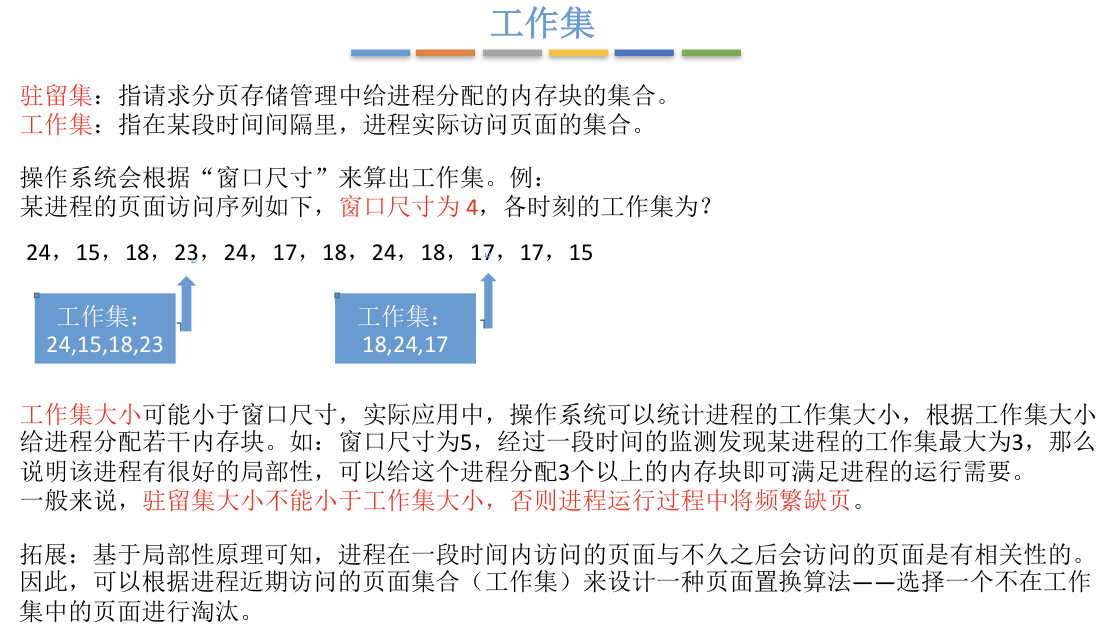 工作集
驻留集：指请求分页存储管理中给进程分配的内存块的集合。
工作集：指在某段时间间隔里，进程实际访问页面的集合。
操作系统会根据“窗口尺寸”来算出工作集。例：
某进程的页面访问序列如下，窗口尺寸为 4，各时刻的工作集为？
24，15，18，23，24，17，18，24，18，17，17，15
工作集：
24,15,18,23
工作集：
18,24,17
工作集大小可能小于窗口尺寸，实际应用中，操作系统可以统计进程的工作集大小，根据工作集大小
给进程分配若干内存块。如：窗口尺寸为5，经过一段时间的监测发现某进程的工作集最大为3，那么
说明该进程有很好的局部性，可以给这个进程分配3个以上的内存块即可满足进程的运行需要。
一般来说，驻留集大小不能小于工作集大小，否则进程运行过程中将频繁缺页。
拓展：基于局部性原理可知，进程在一段时间内访问的页面与不久之后会访问的页面是有相关性的。
因此，可以根据进程近期访问的页面集合（工作集）来设计一种页面置换算法——选择一个不在工作
集中的页面进行淘汰。